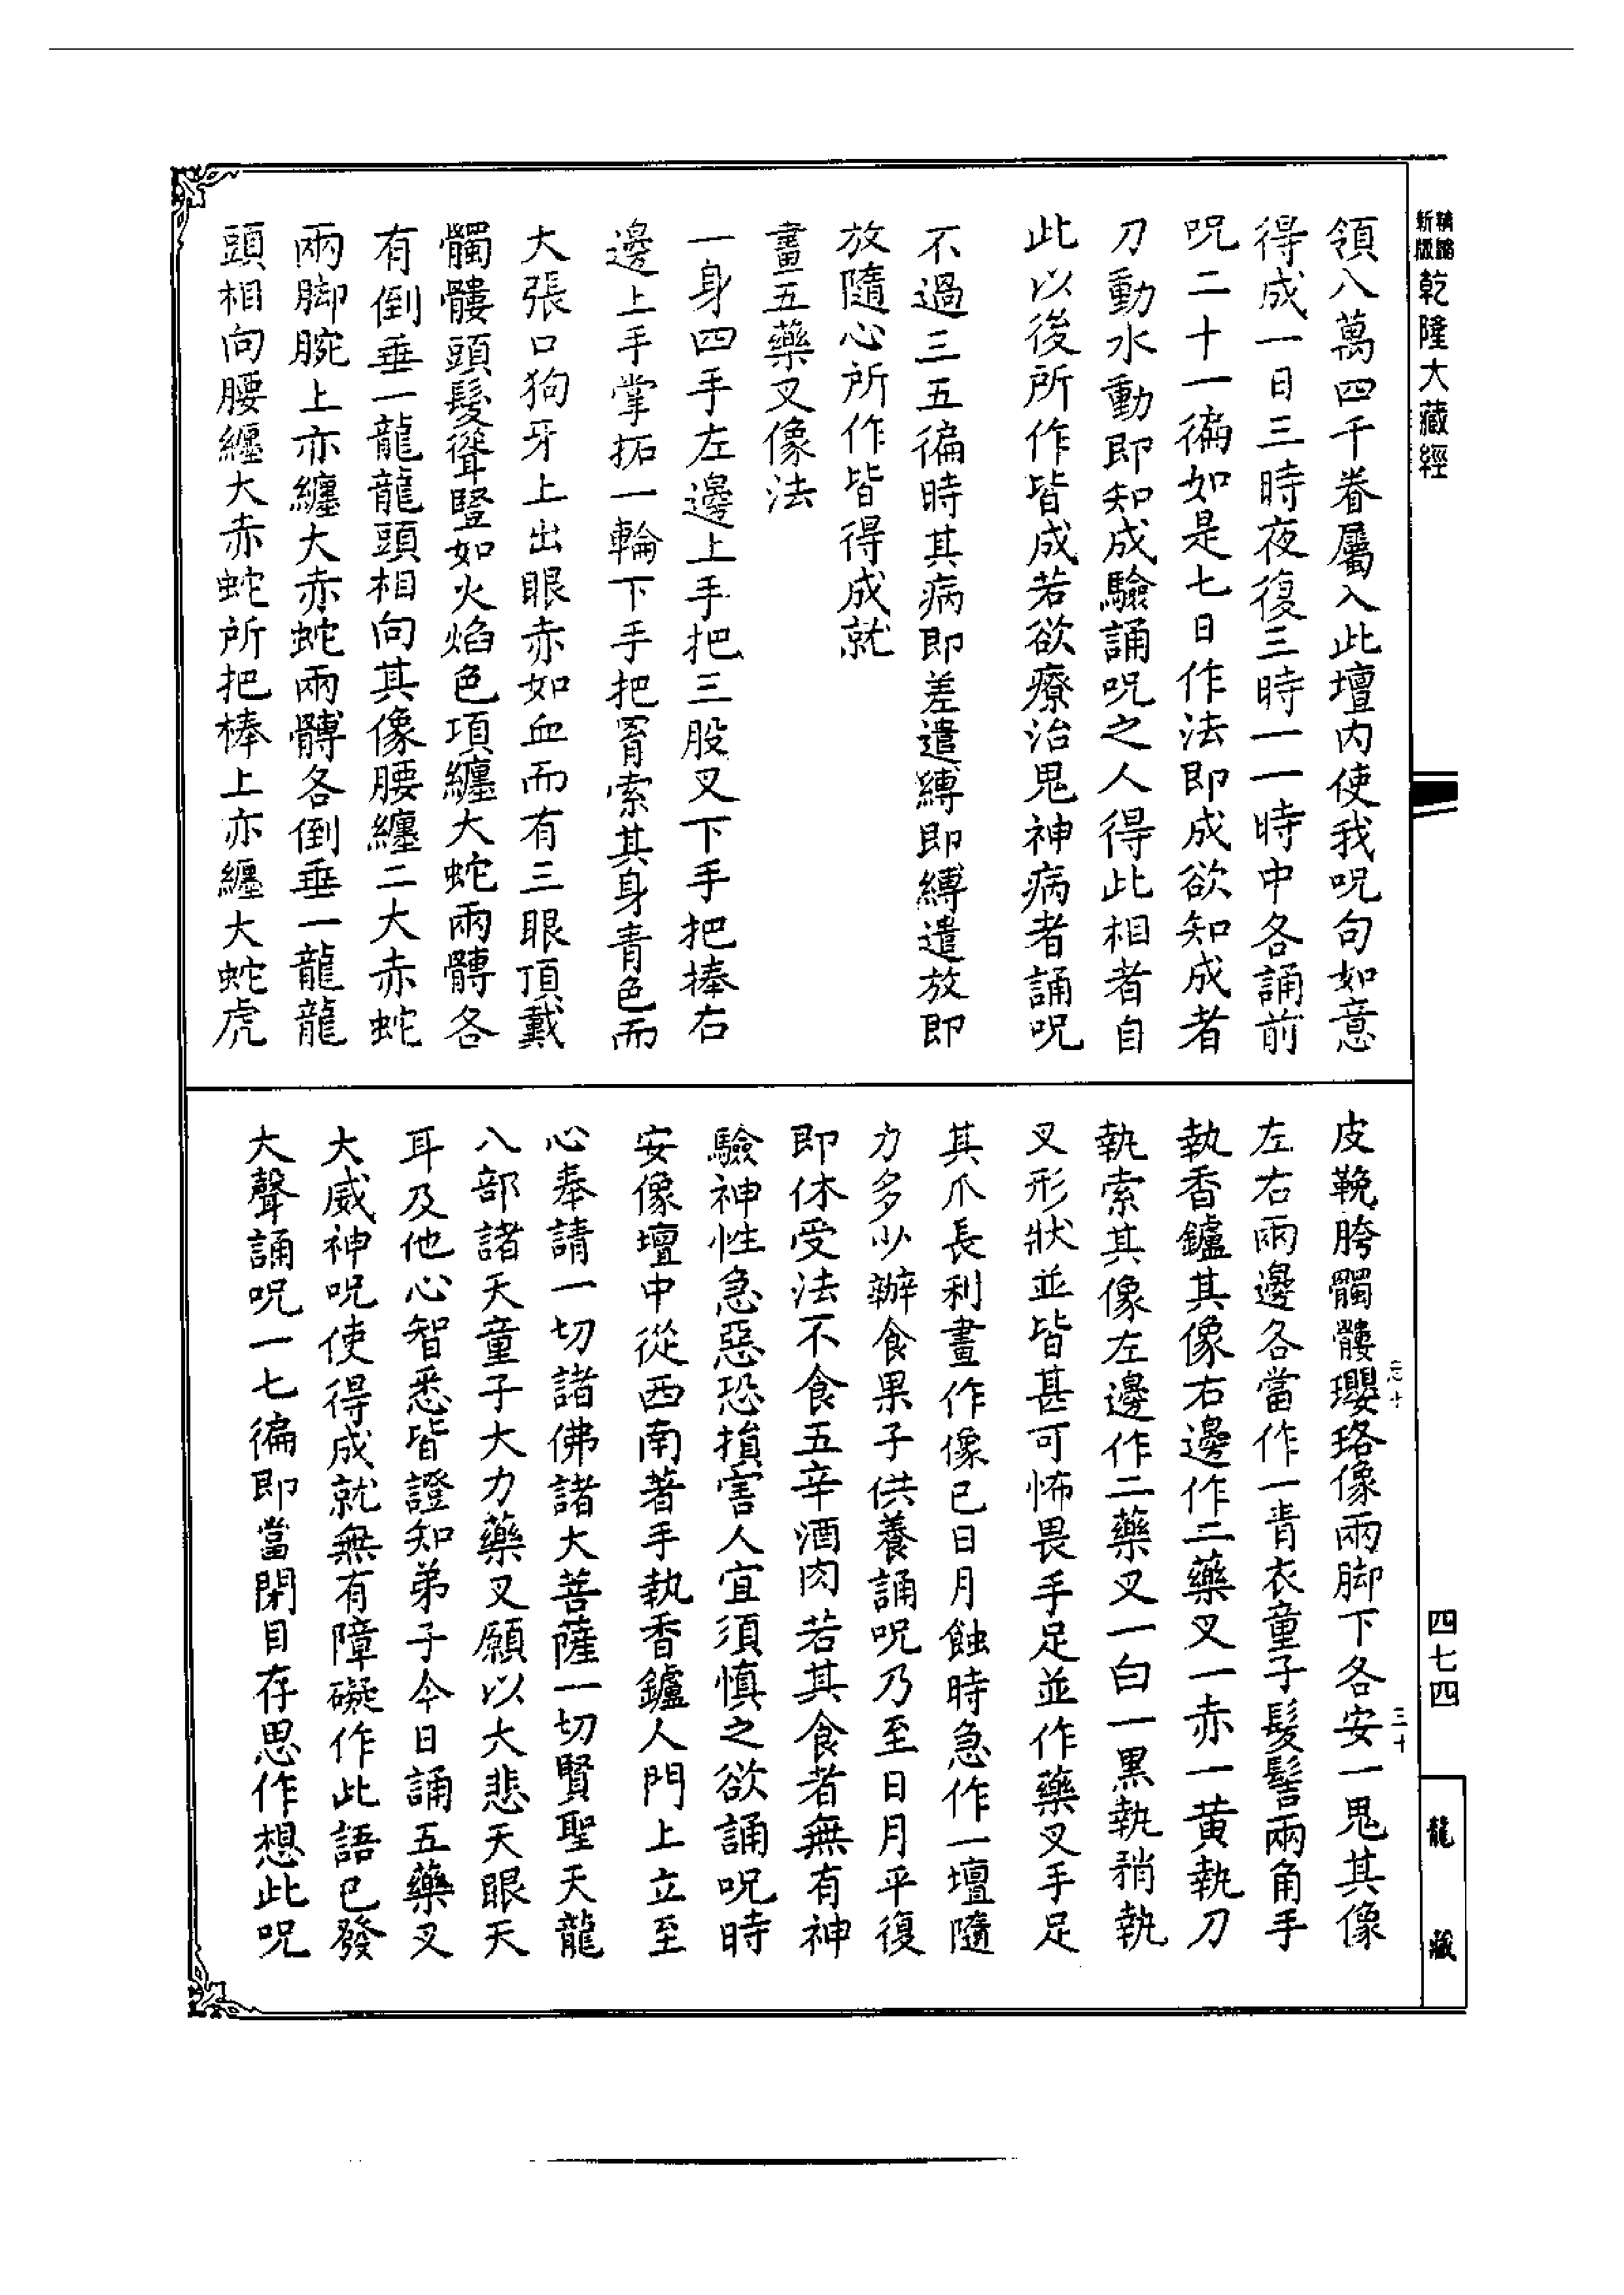 新版精縮乾隆大藏經
領八萬四千眷屬入此壇內使我呪句如意
得成一日三時夜復三時一一時中各誦前
呪二十一徧如是七日作法即成欲知成者
刀動水動即知成驗誦呪之人得此相者自
此以後所作皆成若欲療治鬼神病者誦呪
不過三五徧時其病即差遣縛即縛遣放即
放隨心所作皆得成就
畫五藥叉像法
一身四手左邊上手把三股叉下手把棒右
邊上手掌拓一輪下手把罥索其身青色而
大張口狗牙上出眼赤如血而有三眼頂戴
髑髏頭髮聳豎如火焰色項纏大蛇兩髆各
有倒垂一龍龍頭相向其像腰纏二大赤蛇
兩腳腕上亦纏大赤蛇兩髆各倒垂一龍龍
頭相向腰纏大赤蛇所把棒上亦纏大蛇虎
皮鞔胯髑髏瓔珞像兩脚下各安一鬼其像
左右兩邊各當作一青衣童子髮髻兩角手
執香鑪其像右邊作二藥叉一赤一黃執刀
執索其像左邊作二藥叉一白一黑執矟執
叉形狀並皆甚可怖畏手足並作藥叉手足
其爪長利畫作像已日月蝕時急作一壇隨
力多少辦食果子供養誦呪乃至日月平復
即休受法不食五辛酒肉若其食者無有神
驗神性急惡恐損害人宜須慎之欲誦呪時
安像壇中從西南著手執香鑪人門上立至
心奉請一切諸佛諸大菩薩一切賢聖天龍
八部諸天童子大力藥叉願以大悲天眼天
耳及他心智悉皆證知弟子今日誦五藥叉
大威神呪使得成就無有障礙作此語已發
大聲誦呪一七徧即當閉目存思作想此呪
四七四
三十
龍藏